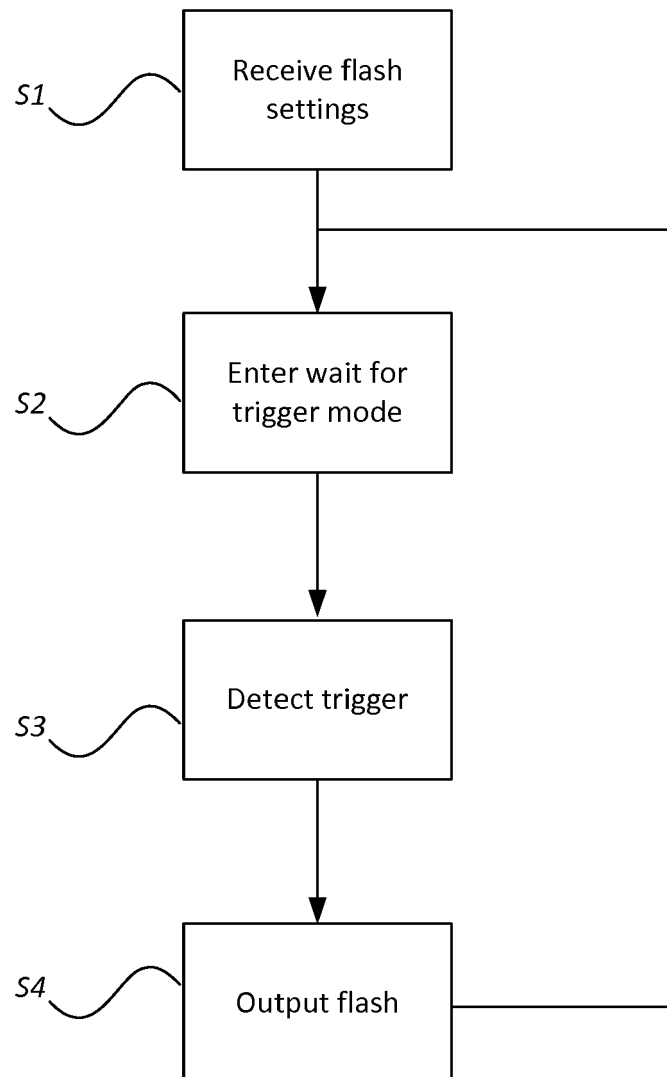 S1
Receive flash
settings
S2
Enter wait for
trigger mode
S3
Detect trigger
S4
Output flash